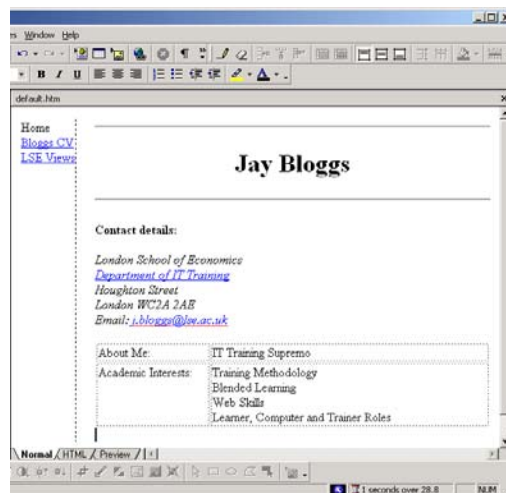 s Window Help
B I U
default.htm
Home
Bloggs CV
LSE Views
Jay Bloggs
Contact details:
London School of Economics
Department of IT Training
Houghton Street
London WC2A 2AE
Email: j.bloggs@lse.ac.uk
About Me: IT Training Supremo
Academic Interests: Training Methodology
Blended Learning
Web Skills
Learner, Computer and Trainer Roles
Normal HTML Preview
1 seconds over 28.8 NUM